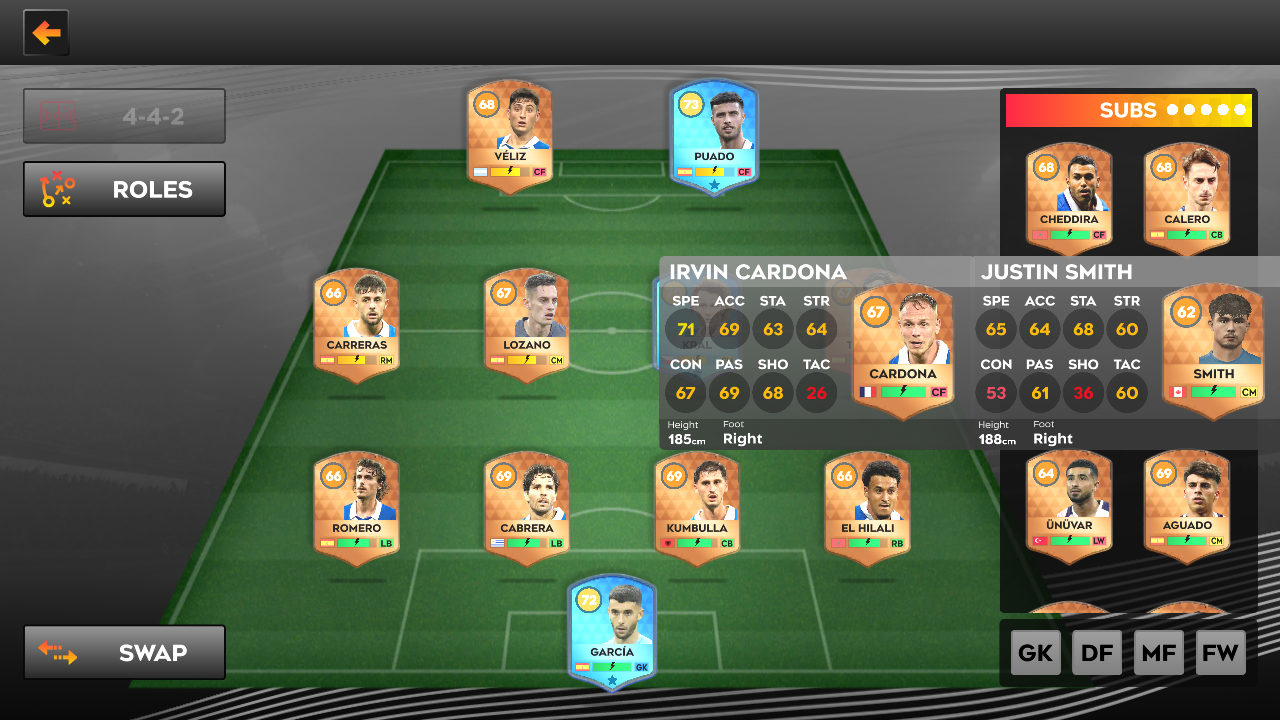 4-4-2
ROLES
68
VÉLIZ
CF
73
PUADO
CF
SUBS
68
CHEDDIRA
CF
68
CALERO
CB
66
CARRERAS
RM
67
LOZANO
CM
KRÁL
IRVIN CARDONA
SPE ACC STA STR
71 69 63 64
CON PAS SHO TAC
67 69 68 26
Height Foot
185cm Right
67
CARDONA
CF
JUSTIN SMITH
SPE ACC STA STR
65 64 68 60
CON PAS SHO TAC
53 61 36 60
Height Foot
188cm Right
62
SMITH
CM
66
ROMERO
LB
69
CABRERA
LB
69
KUMBULLA
CB
66
EL HILALI
RB
64
ÜNÜVAR
LW
69
AGUADO
CM
72
GARCÍA
GK
SWAP
GK DF MF FW